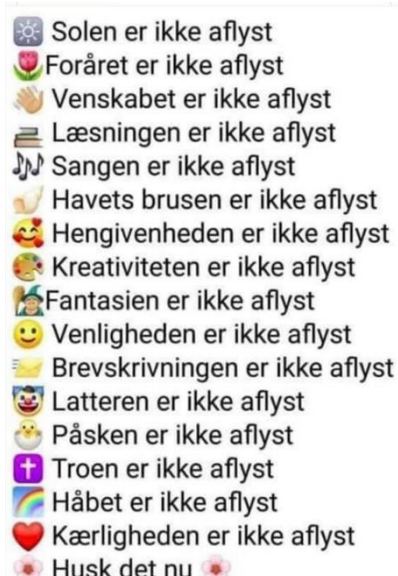 Solen er ikke aflyst
Foråret er ikke aflyst
Venskabet er ikke aflyst
Læsningen er ikke aflyst
Sangen er ikke aflyst
Havets brusen er ikke aflyst
Hengivenheden er ikke aflyst
Kreativiteten er ikke aflyst
Fantasien er ikke aflyst
Venligheden er ikke aflyst
Brevskrivningen er ikke aflyst
Latteren er ikke aflyst
Påsken er ikke aflyst
Troen er ikke aflyst
Håbet er ikke aflyst
Kærligheden er ikke aflyst
Husk det nu